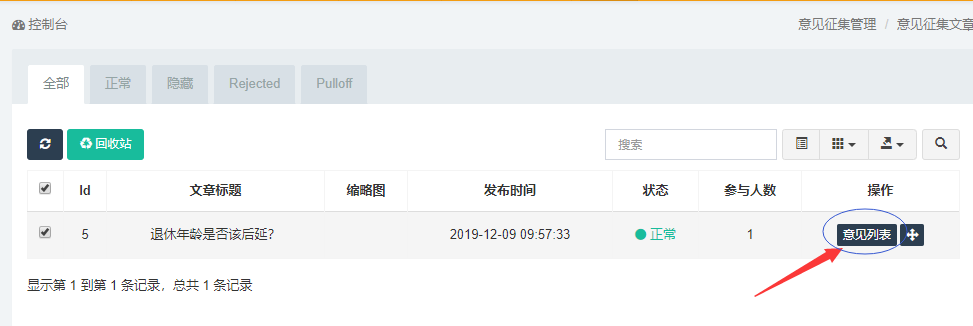 控制台 意见征集管理 / 意见征集文章
全部 正常 隐藏 Rejected Pulloff
回收站 搜索
Id 文章标题 缩略图 发布时间 状态 参与人数 操作
5 退休年龄是否该后延? 2019-12-09 09:57:33 正常 1 意见列表
显示第 1 到第 1 条记录，总共 1 条记录